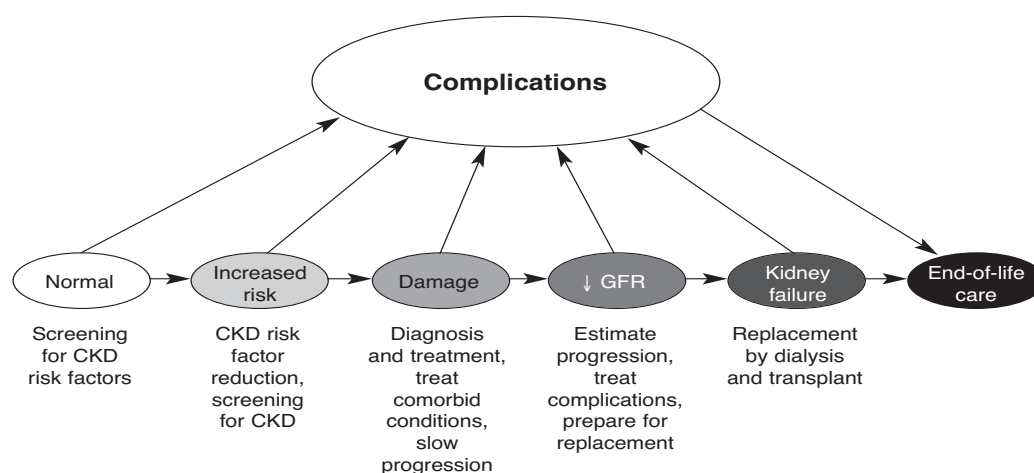 Complications
Normal
Increased
risk
Damage
↓ GFR
Kidney
failure
End-of-life
care
Screening
for CKD
risk factors
CKD risk
factor
reduction,
screening
for CKD
Diagnosis
and treatment,
treat
comorbid
conditions,
slow
progression
Estimate
progression,
treat
complications,
prepare for
replacement
Replacement
by dialysis
and transplant